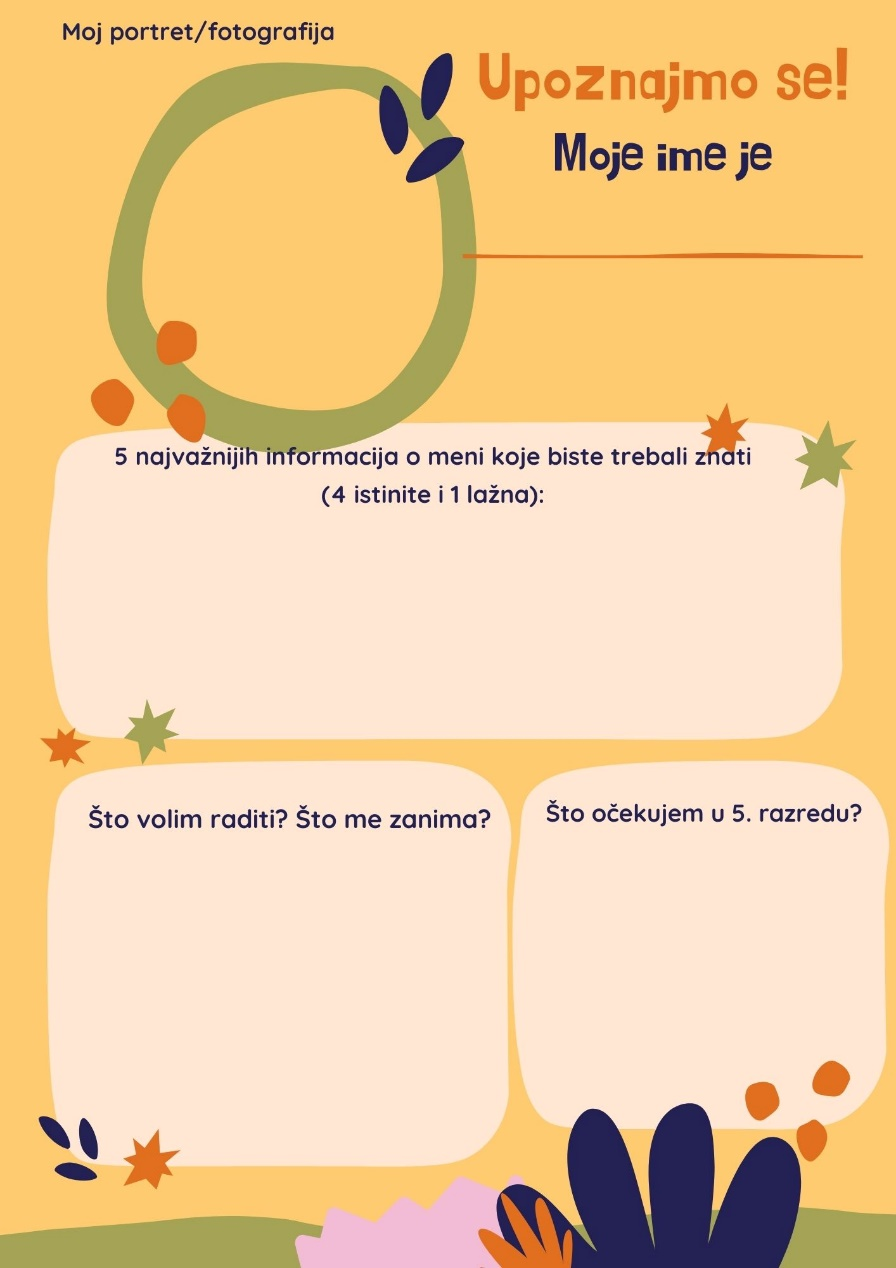 Moj portret/fotografija
Upoznajmo se!
Moje ime je
5 najvažnijih informacija o meni koje biste trebali znati
(4 istinite i 1 lažna):
Što volim raditi? Što me zanima?
Što očekujem u 5. razredu?